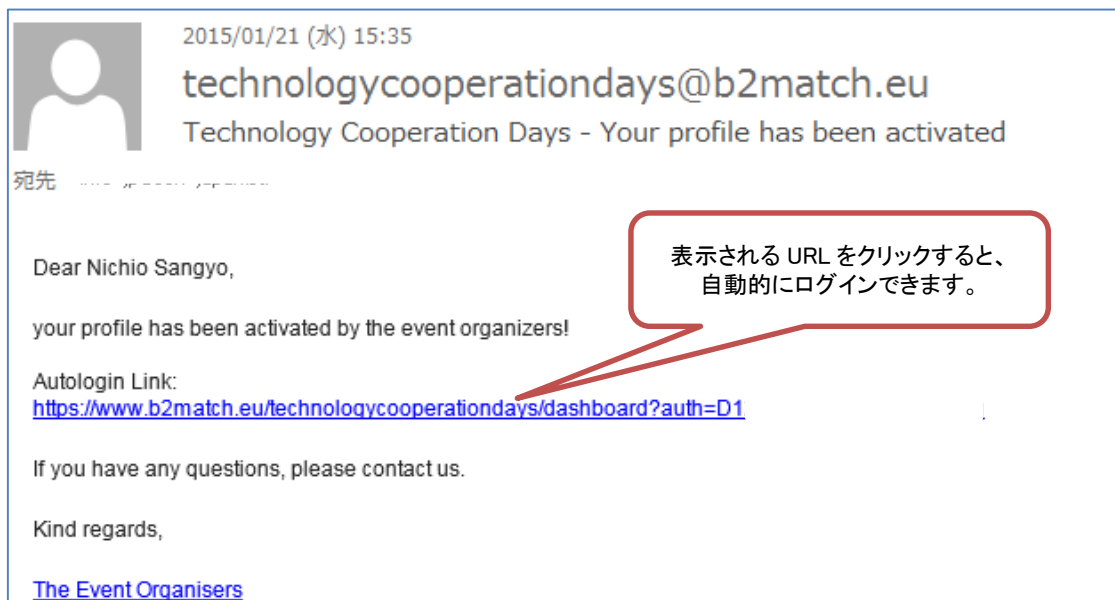 2015/01/21 (水) 15:35
technologycooperationdays@b2match.eu
Technology Cooperation Days - Your profile has been activated
宛先
表示される URL をクリックすると、
自動的にログインできます。
Dear Nichio Sangyo,
your profile has been activated by the event organizers!
Autologin Link:
https://www.b2match.eu/technologycooperationdays/dashboard?auth=D1
If you have any questions, please contact us.
Kind regards,
The Event Organisers